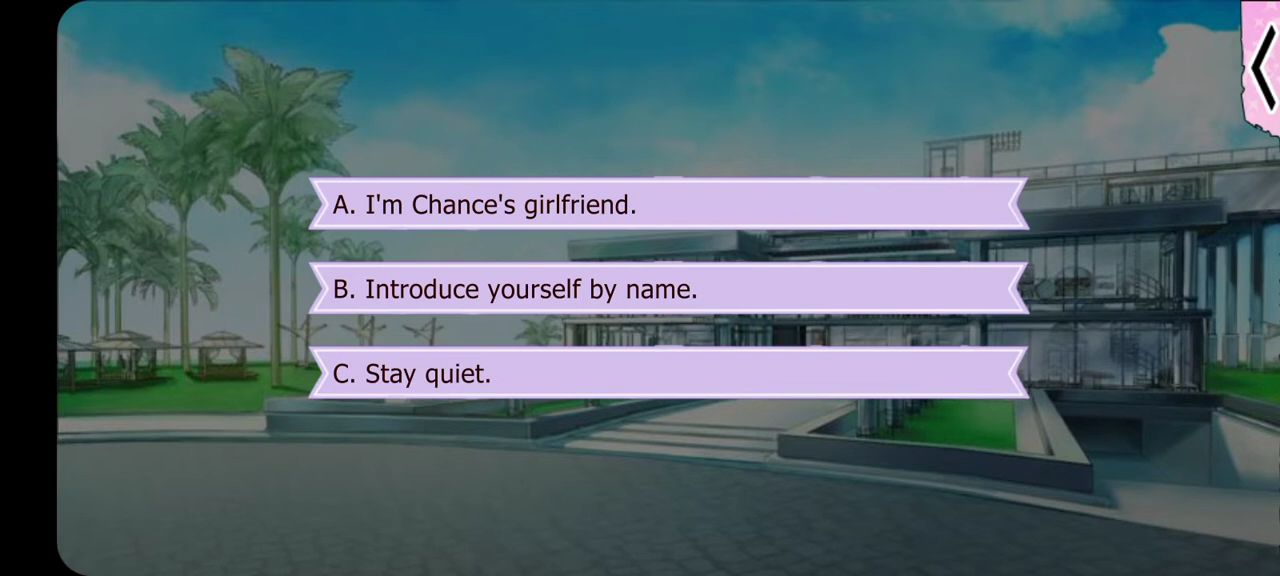 A. I'm Chance's girlfriend.
B. Introduce yourself by name.
C. Stay quiet.